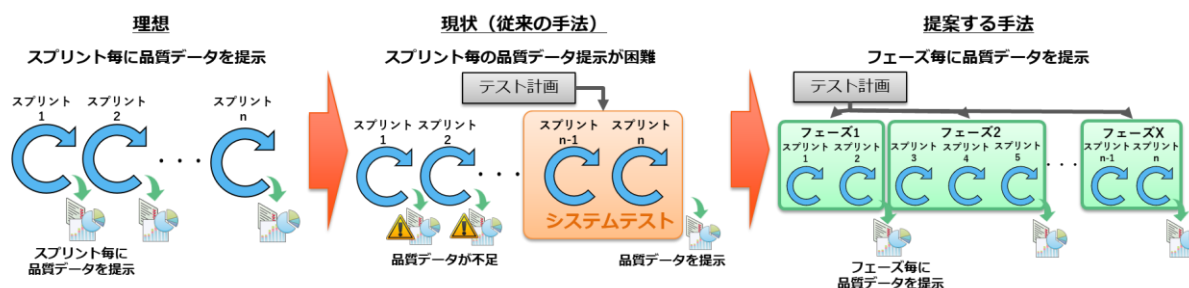 理想
スプリント毎に品質データを提示
スプリント
1
スプリント
2
・・・
スプリント
n
スプリント毎に
品質データを提示
現状（従来の手法）
スプリント毎の品質データ提示が困難
テスト計画
スプリント
1
スプリント
2
・・・
スプリント
n-1
スプリント
n
システムテスト
品質データが不足
品質データを提示
提案する手法
フェーズ毎に品質データを提示
テスト計画
フェーズ1
スプリント
1
スプリント
2
フェーズ2
スプリント
3
スプリント
4
スプリント
5
・・・・
フェーズX
スプリント
n-1
スプリント
n
フェーズ毎に
品質データを提示